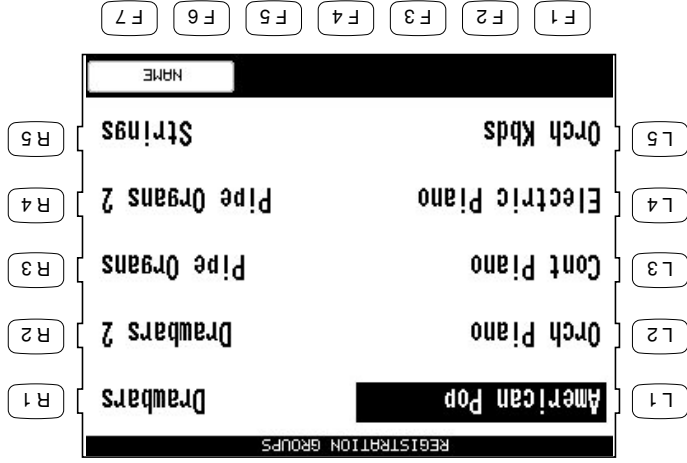 REGISTRATION GROUPS
L1 American Pop Drawbars R1
L2 Orch Piano Drawbars 2 R2
L3 Cont Piano Pipe Organs R3
L4 Electric Piano Pipe Organs 2 R4
L5 Orch Kbds Strings R5
NAME
F1 F2 F3 F4 F5 F6 F7